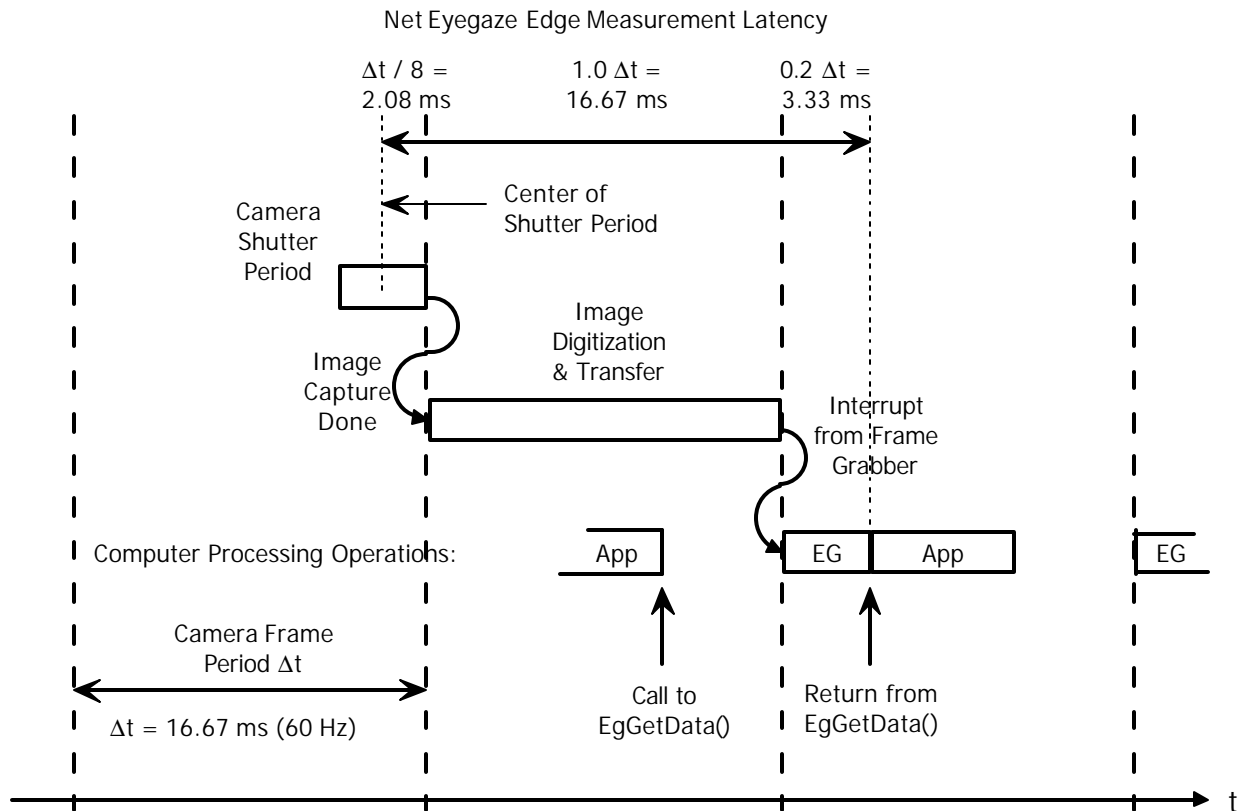 Net Eyegaze Edge Measurement Latency
Δt / 8 =
2.08 ms
1.0 Δt =
16.67 ms
0.2 Δt =
3.33 ms
Center of
Shutter Period
Camera
Shutter
Period
Image
Digitization
& Transfer
Image
Capture
Done
Interrupt
from Frame
Grabber
Computer Processing Operations:
App
EG
App
EG
Camera Frame
Period Δt
Δt = 16.67 ms (60 Hz)
Call to
EgGetData()
Return from
EgGetData()
t